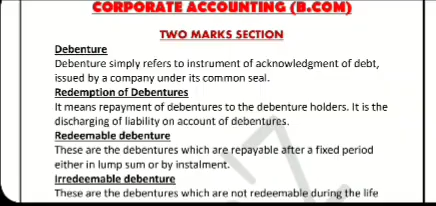 CORPORATE ACCOUNTING (B.COM)
TWO MARKS SECTION
Debenture
Debenture simply refers to instrument of acknowledgment of debt,
issued by a company under its common seal.
Redemption of Debentures
It means repayment of debentures to the debenture holders. It is the
discharging of liability on account of debentures.
Redeemable debenture
These are the debentures which are repayable after a fixed period
either in lump sum or by instalment.
Irredeemable debenture
These are the debentures which are not redeemable during the life